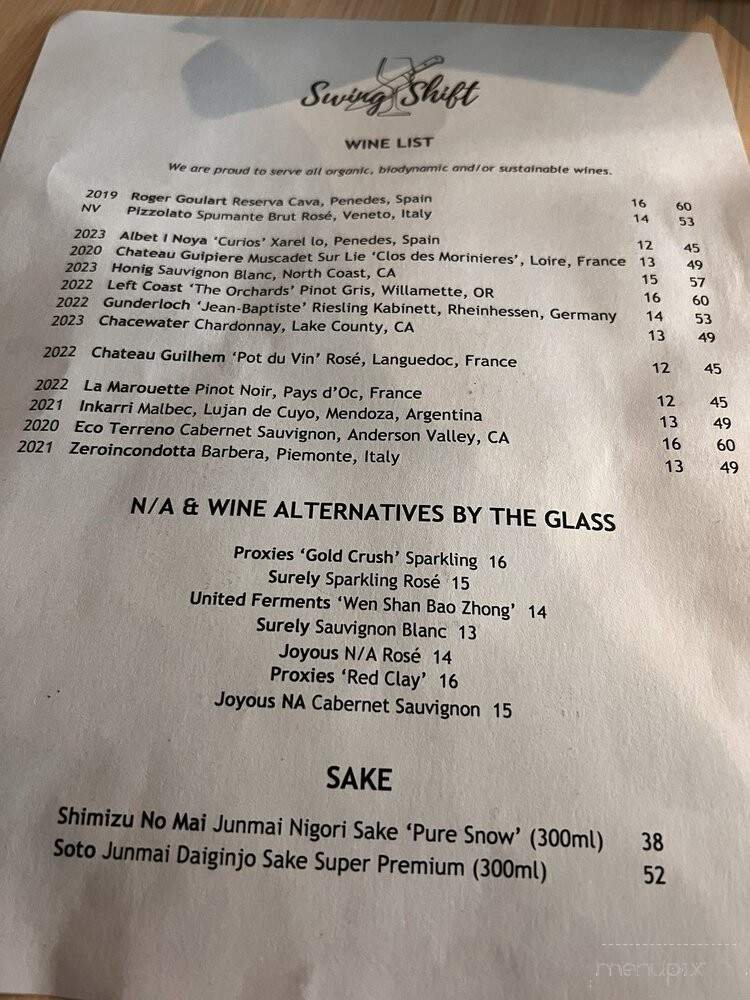 Swing Shift
WINE LIST
We are proud to serve all organic, biodynamic and/or sustainable wines.
2019 Roger Goulart Reserva Cava, Penedes, Spain 16 60
NV Pizzolato Spumante Brut Rosé, Veneto, Italy 14 53
2023 Albet I Noya ‘Curios’ Xarel lo, Penedes, Spain 12 45
2020 Chateau Guipiere Muscadet Sur Lie ‘Clos des Morinieres’, Loire, France 13 49
2023 Honig Sauvignon Blanc, North Coast, CA 15 57
2022 Left Coast ‘The Orchards’ Pinot Gris, Willamette, OR 16 60
2022 Gunderloch ‘Jean-Baptiste’ Riesling Kabinett, Rheinhessen, Germany 14 53
2023 Chacewater Chardonnay, Lake County, CA 13 49
2022 Chateau Guilhem ‘Pot du Vin’ Rosé, Languedoc, France 12 45
2022 La Marouette Pinot Noir, Pays d’Oc, France 12 45
2021 Inkarri Malbec, Lujan de Cuyo, Mendoza, Argentina 13 49
2020 Eco Terreno Cabernet Sauvignon, Anderson Valley, CA 16 60
2021 Zeroincondotta Barbera, Piemonte, Italy 13 49
N/A & WINE ALTERNATIVES BY THE GLASS
Proxies ‘Gold Crush’ Sparkling 16
Surely Sparkling Rosé 15
United Ferments ‘Wen Shan Bao Zhong’ 14
Surely Sauvignon Blanc 13
Joyous N/A Rosé 14
Proxies ‘Red Clay’ 16
Joyous NA Cabernet Sauvignon 15
SAKE
Shimizu No Mai Junmai Nigori Sake ‘Pure Snow’ (300ml) 38
Soto Junmai Daiginjo Sake Super Premium (300ml) 52
menupix